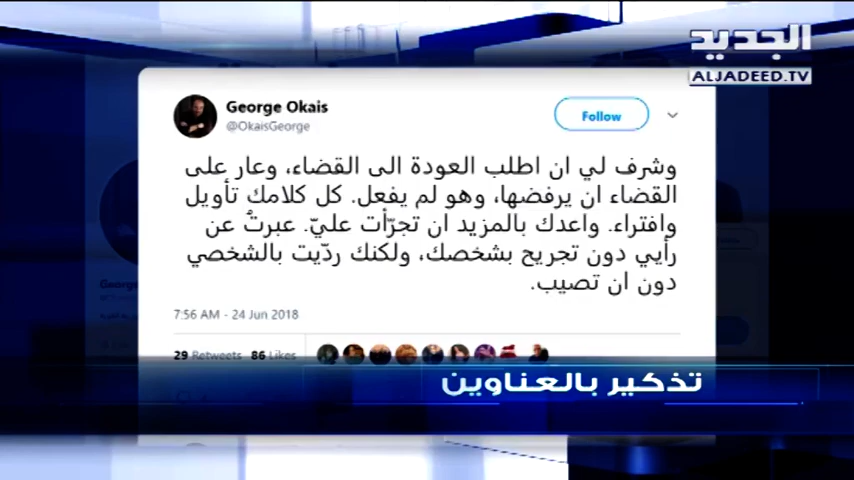 الجديد
ALJADEED.TV
George Okais
@OkaisGeorge
Follow
وشرف لي ان اطلب العودة الى القضاء، وعار على
القضاء ان يرفضها، وهو لم يفعل. كل كلامك تأويل
وافتراء. واعدك بالمزيد ان تجرّأت عليّ. عبرتُ عن
رأيي دون تجريح بشخصك، ولكنك ردّيت بالشخصي
دون ان تصيب.
7:56 AM - 24 Jun 2018
29 Retweets 86 Likes
تذكير بالعناوين